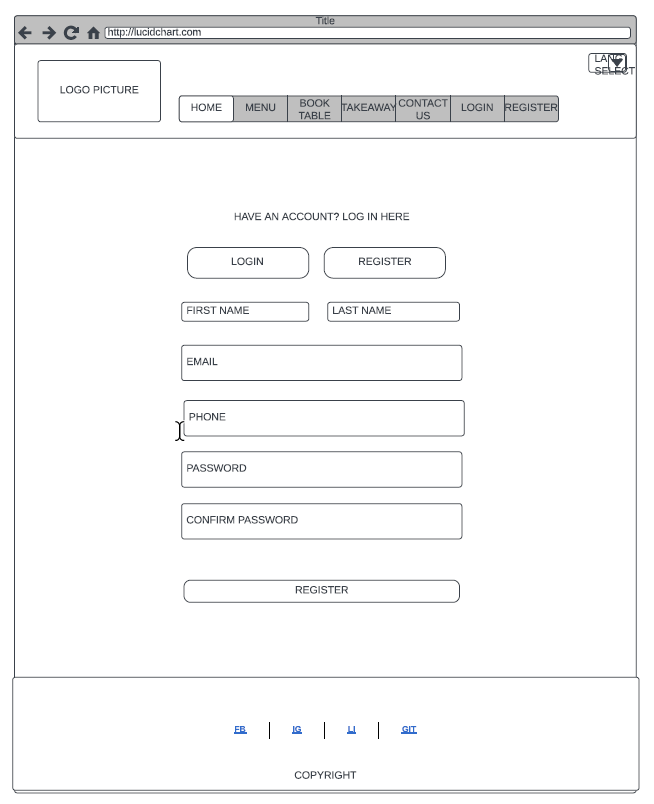 Title
http://lucidchart.com
LANG
SELECT
LOGO PICTURE
HOME
MENU
BOOK
TABLE
TAKEAWAY
CONTACT
US
LOGIN
REGISTER
HAVE AN ACCOUNT? LOG IN HERE
LOGIN
REGISTER
FIRST NAME
LAST NAME
EMAIL
PHONE
PASSWORD
CONFIRM PASSWORD
REGISTER
FB
IG
LI
GIT
COPYRIGHT